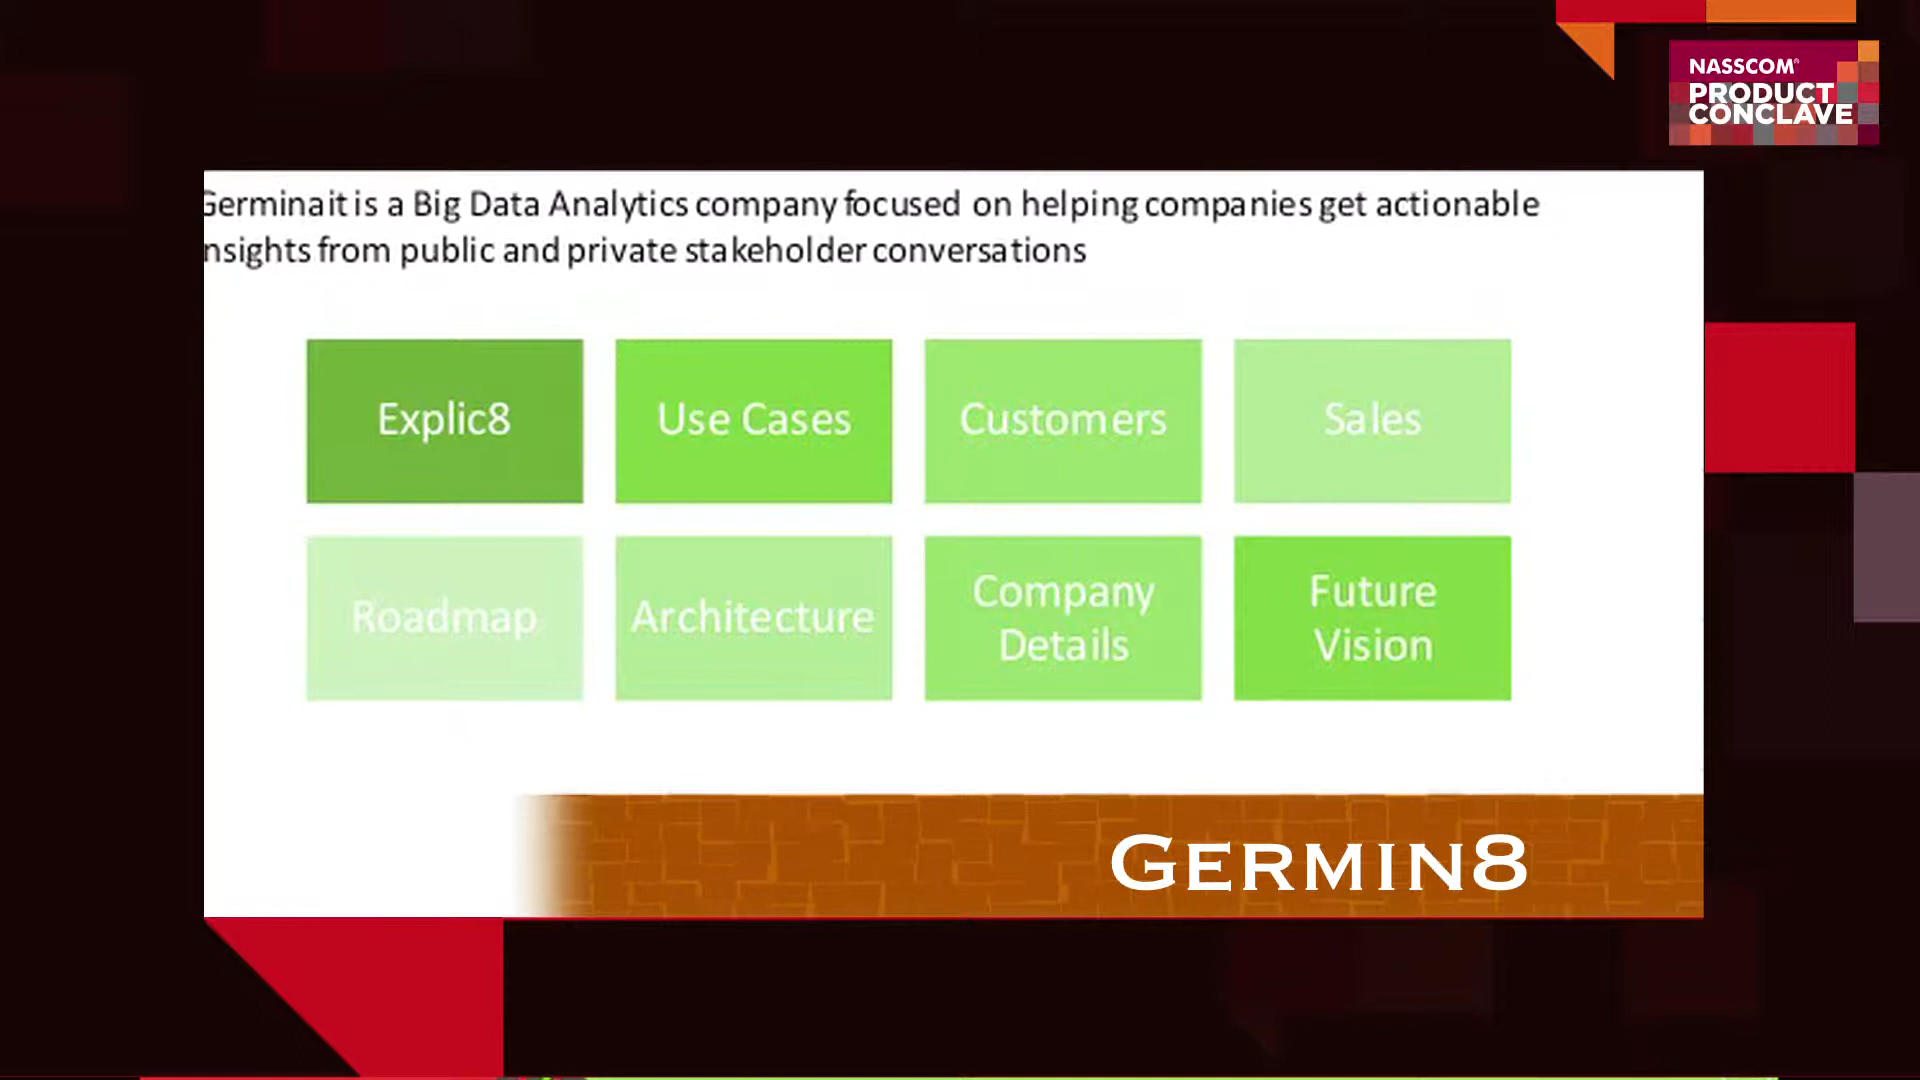 NASSCOM®
PRODUCT
CONCLAVE
Germinait is a Big Data Analytics company focused on helping companies get actionable
nsights from public and private stakeholder conversations
Explic8
Use Cases
Customers
Sales
Roadmap
Architecture
Company
Details
Future
Vision
GERMIN8